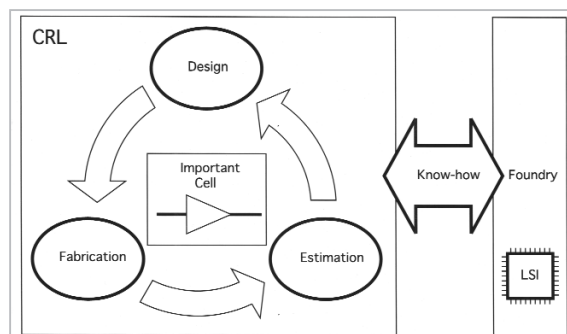 CRL
Design
Important
Cell
Know-how
Foundry
Fabrication
Estimation
LSI